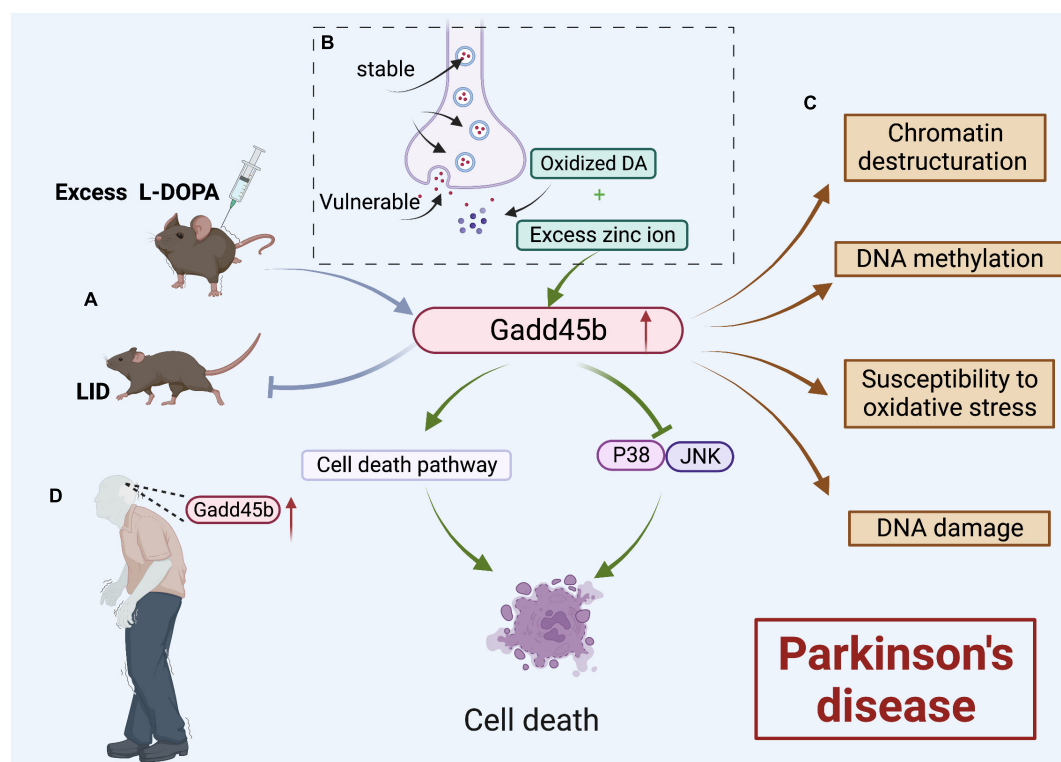 B
stable
C
Chromatin
destructuration
Oxidized DA
+
Excess L-DOPA
Vulnerable
Excess zinc ion
DNA methylation
A
Gadd45b
LID
Susceptibility to
oxidative stress
Cell death pathway
P38
JNK
D
Gadd45b
DNA damage
Parkinson's
disease
Cell death